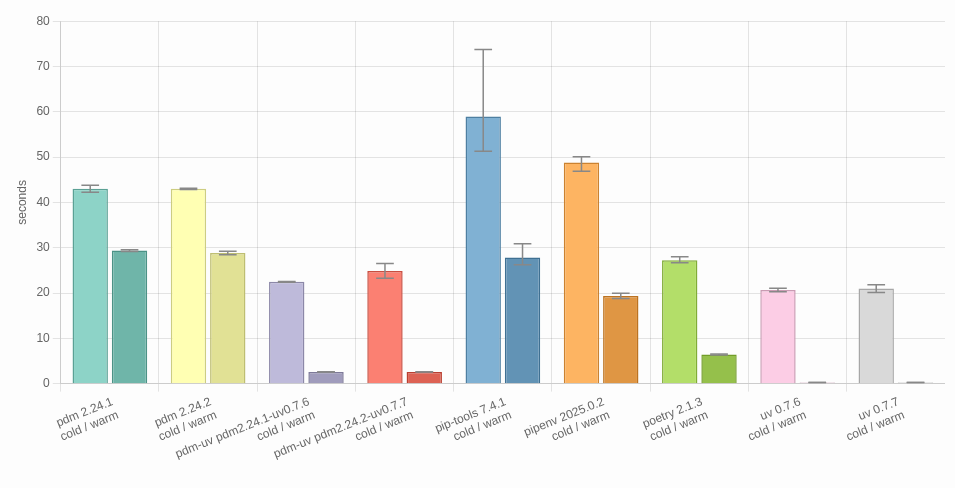 80
70
60
50
40
30
20
10
0
seconds
pdm 2.24.1
cold / warm
pdm 2.24.2
cold / warm
pdm-uv pdm2.24.1-uv0.7.6
cold / warm
pdm-uv pdm2.24.2-uv0.7.7
cold / warm
pip-tools 7.4.1
cold / warm
pipenv 2025.0.2
cold / warm
poetry 2.1.3
cold / warm
uv 0.7.6
cold / warm
uv 0.7.7
cold / warm